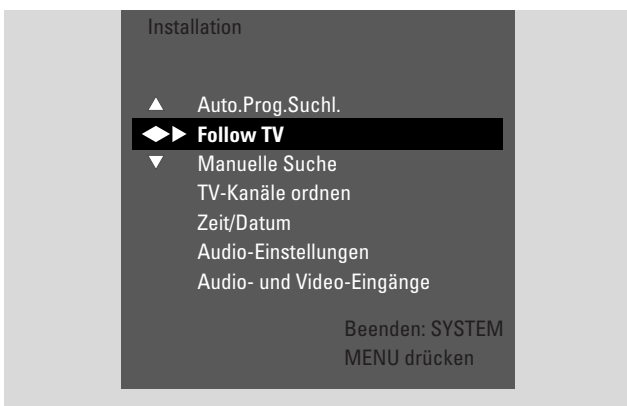 Installation
Auto.Prog.Suchl.
Follow TV
Manuelle Suche
TV-Kanäle ordnen
Zeit/Datum
Audio-Einstellungen
Audio- und Video-Eingänge
Beenden: SYSTEM
MENU drücken